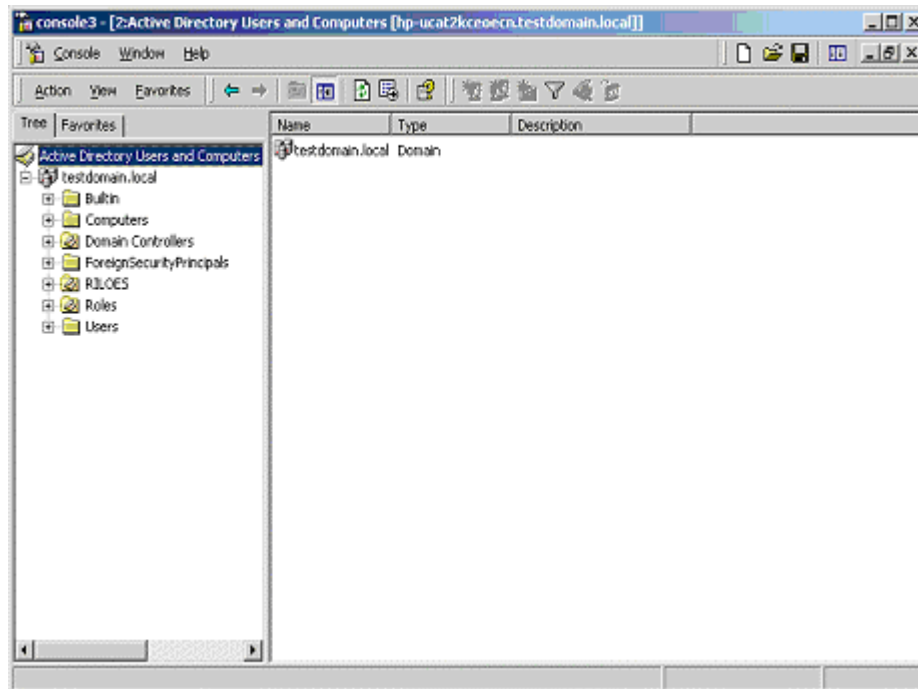 console3 - [2:Active Directory Users and Computers [hp-ucat2kceoecn.testdomain.local]]
Console Window Help
Action View Favorites
Tree Favorites
Name Type Description
Active Directory Users and Computers
testdomain.local Domain
testdomain.local
Builtin
Computers
Domain Controllers
ForeignSecurityPrincipals
RILOES
Roles
Users